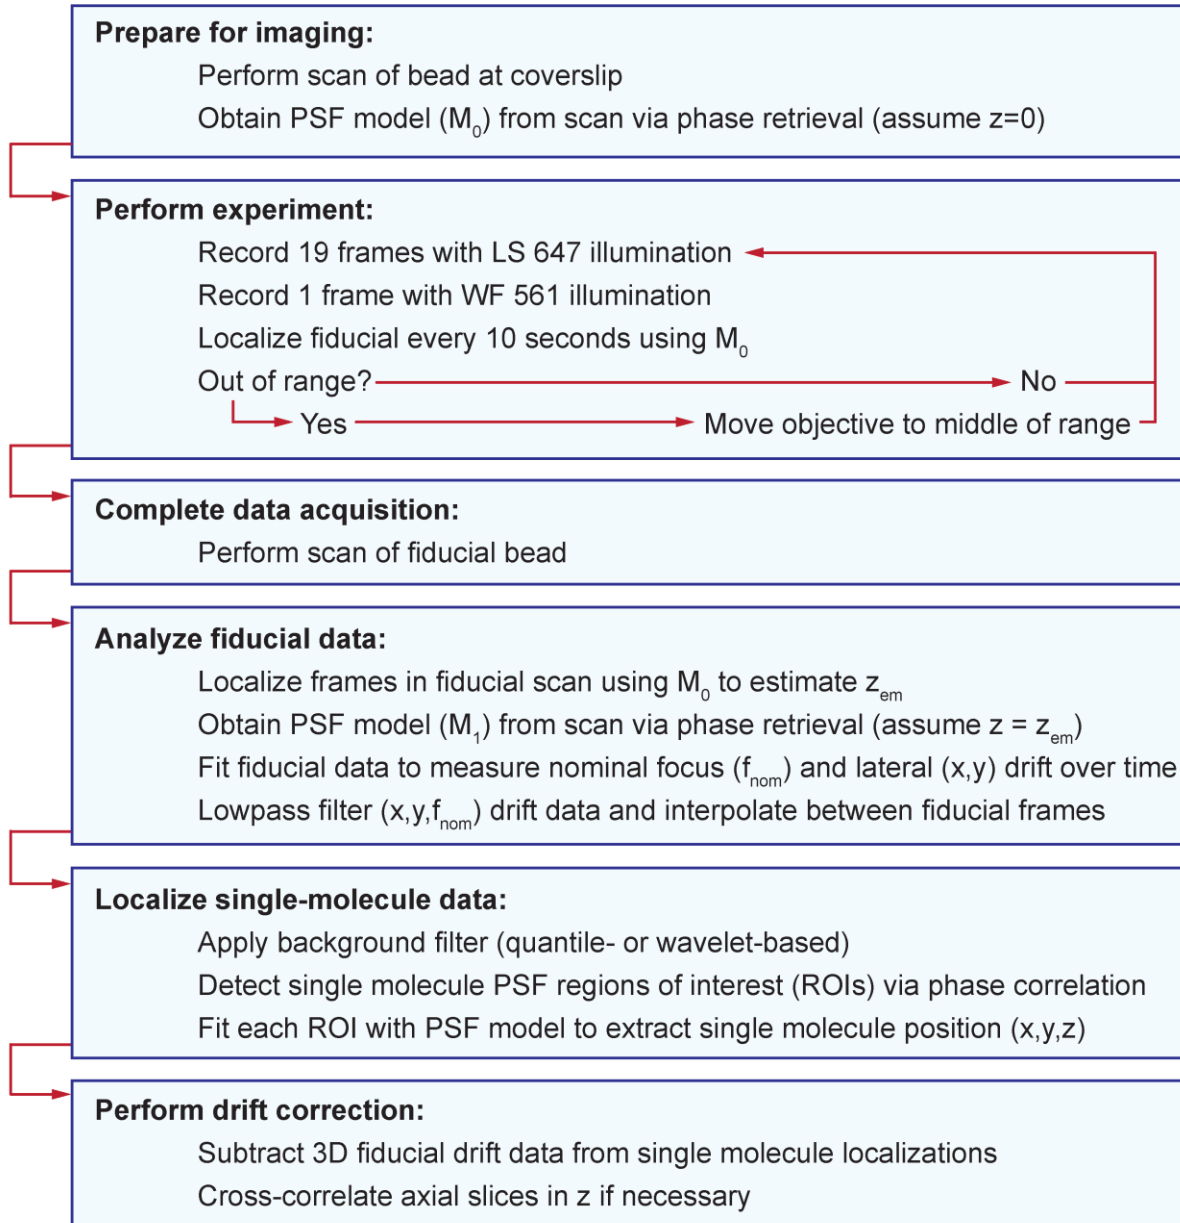 Prepare for imaging:
Perform scan of bead at coverslip
Obtain PSF model (M₀) from scan via phase retrieval (assume z=0)
Perform experiment:
Record 19 frames with LS 647 illumination
Record 1 frame with WF 561 illumination
Localize fiducial every 10 seconds using M₀
Out of range? No
Yes Move objective to middle of range
Complete data acquisition:
Perform scan of fiducial bead
Analyze fiducial data:
Localize frames in fiducial scan using M₀ to estimate z_em
Obtain PSF model (M₁) from scan via phase retrieval (assume z = z_em)
Fit fiducial data to measure nominal focus (f_nom) and lateral (x,y) drift over time
Lowpass filter (x,y,f_nom) drift data and interpolate between fiducial frames
Localize single-molecule data:
Apply background filter (quantile- or wavelet-based)
Detect single molecule PSF regions of interest (ROIs) via phase correlation
Fit each ROI with PSF model to extract single molecule position (x,y,z)
Perform drift correction:
Subtract 3D fiducial drift data from single molecule localizations
Cross-correlate axial slices in z if necessary